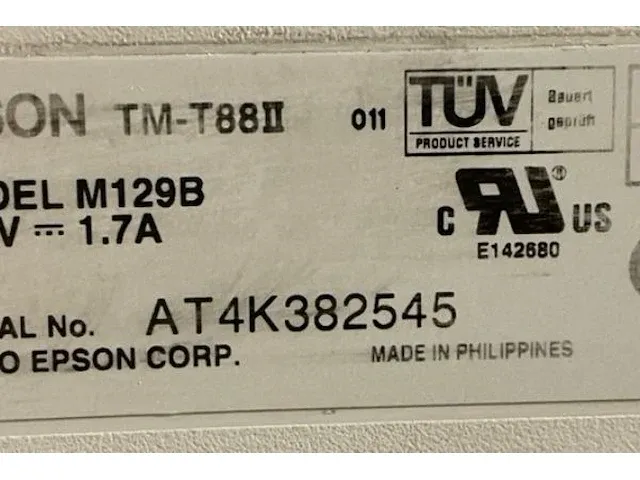 SON TM-T88II 011 TÜV Bauart
geprüft
PRODUCT SERVICE
DEL M129B
V ⎓ 1.7A
C RU ® US
E142680
AL No. AT4K382545
O EPSON CORP. MADE IN PHILIPPINES